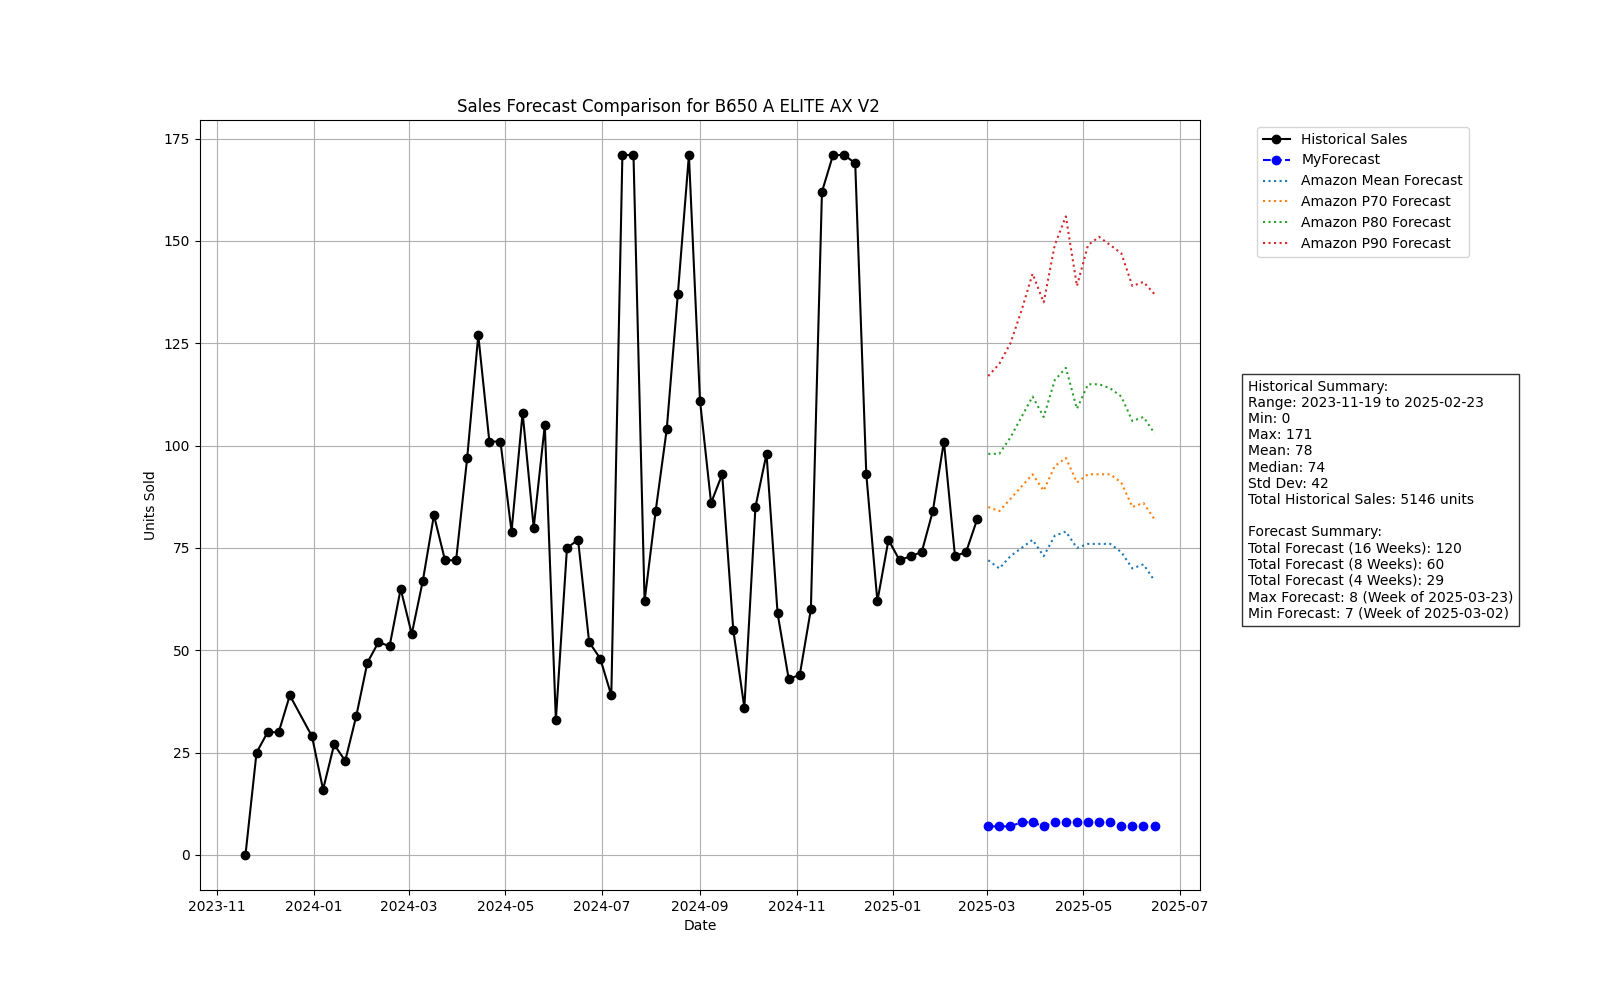 Sales Forecast Comparison for B650 A ELITE AX V2
175
150
125
100
75
50
25
0
Units Sold
2023-11
2024-01
2024-03
2024-05
2024-07
2024-09
2024-11
2025-01
2025-03
2025-05
2025-07
Date
Historical Sales
MyForecast
Amazon Mean Forecast
Amazon P70 Forecast
Amazon P80 Forecast
Amazon P90 Forecast
Historical Summary:
Range: 2023-11-19 to 2025-02-23
Min: 0
Max: 171
Mean: 78
Median: 74
Std Dev: 42
Total Historical Sales: 5146 units
Forecast Summary:
Total Forecast (16 Weeks): 120
Total Forecast (8 Weeks): 60
Total Forecast (4 Weeks): 29
Max Forecast: 8 (Week of 2025-03-23)
Min Forecast: 7 (Week of 2025-03-02)